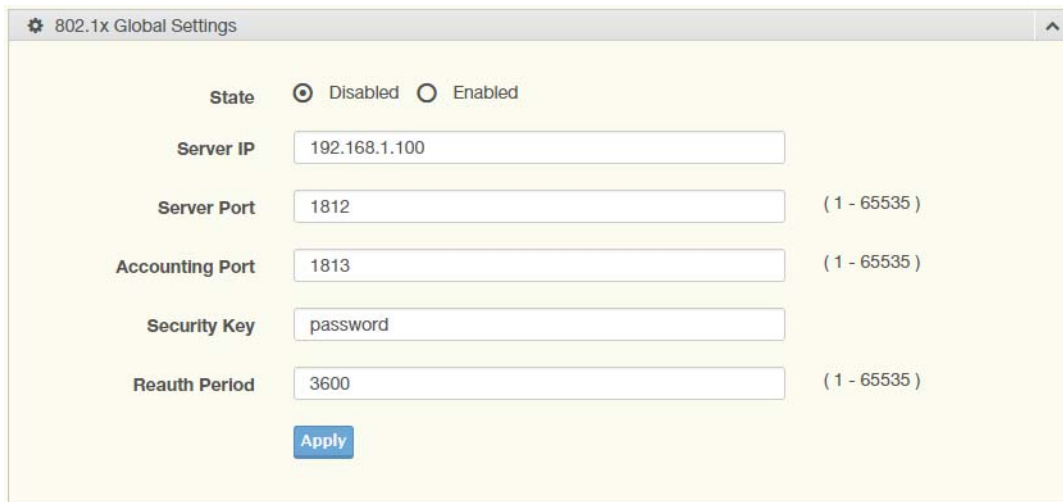 802.1x Global Settings
State Disabled Enabled
Server IP 192.168.1.100
Server Port 1812 ( 1 - 65535 )
Accounting Port 1813 ( 1 - 65535 )
Security Key password
Reauth Period 3600 ( 1 - 65535 )
Apply